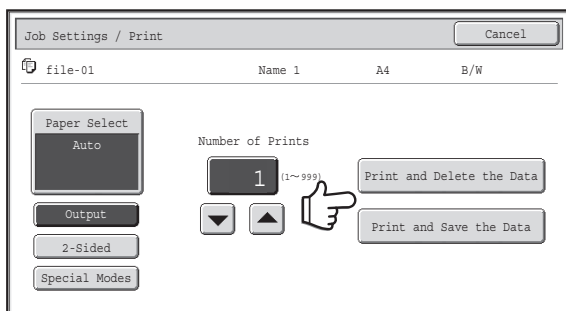 Job Settings / Print
Cancel
file-01 Name 1 A4 B/W
Paper Select
Auto
Number of Prints
1 (1~999)
Print and Delete the Data
Output
Print and Save the Data
2-Sided
Special Modes